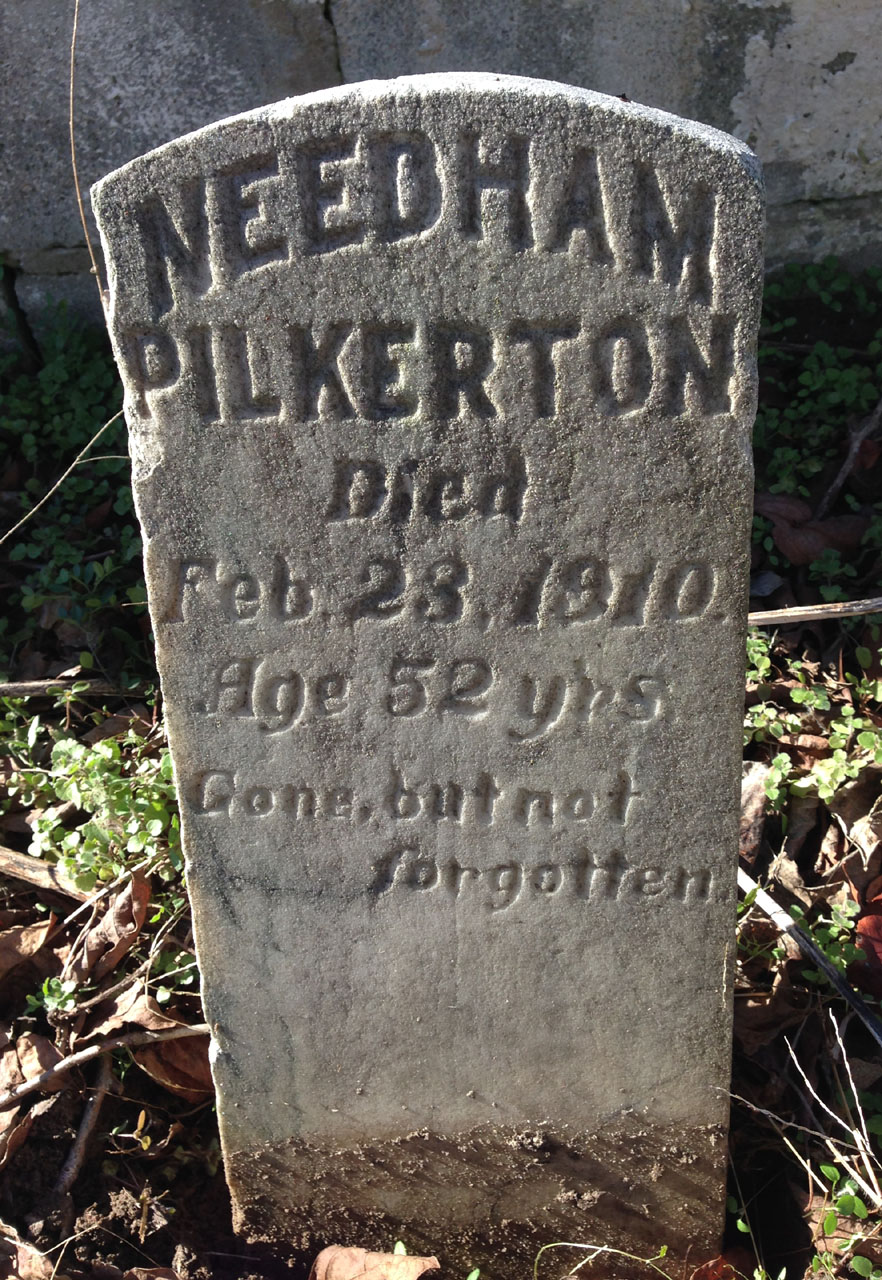 NEEDHAM
PILKERTON
Died
Feb. 23, 1910.
Age 52 yrs.
Gone, but not
forgotten.